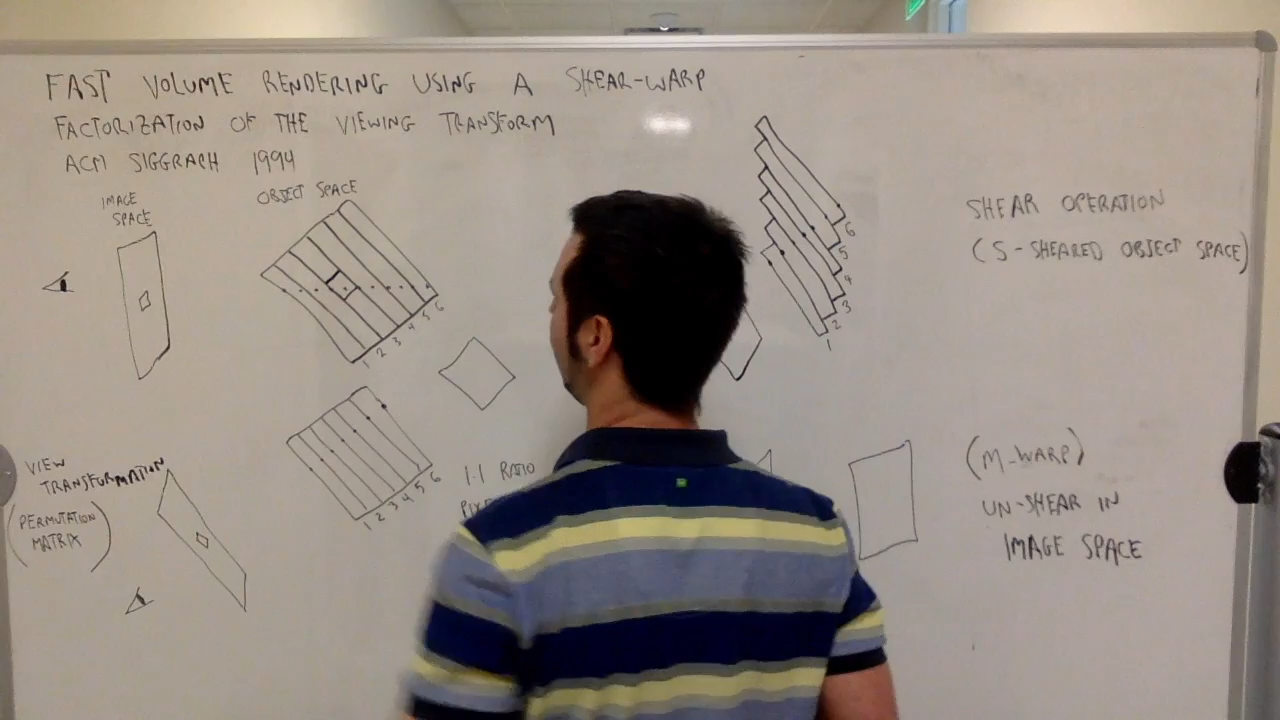 FAST VOLUME RENDERING USING A SHEAR-WARP
FACTORIZATION OF THE VIEWING TRANSFORM
ACM SIGGRAPH 1994
IMAGE
SPACE
OBJECT SPACE
1 2 3 4 5 6
6
5
4
3
2
1
SHEAR OPERATION
(S-SHEARED OBJECT SPACE)
VIEW
TRANSFORMATION
(PERMUTATION
MATRIX)
1 2 3 4 5 6
1:1 RATIO
(M-WARP)
UN-SHEAR IN
IMAGE SPACE